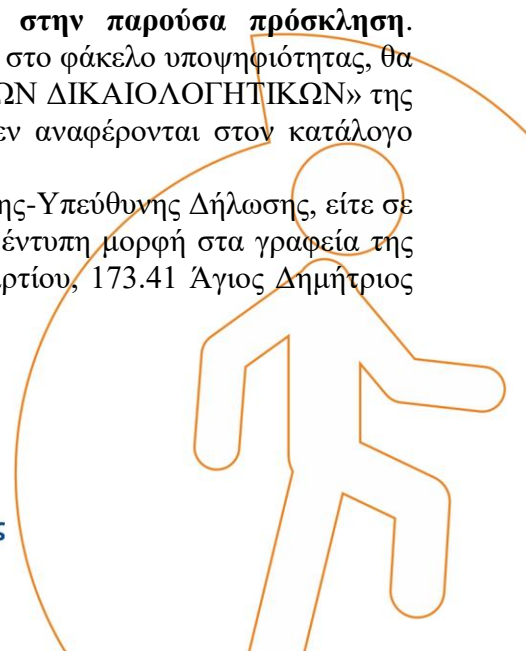 στην παρούσα πρόσκληση.
στο φάκελο υποψηφιότητας, θα
ΩΝ ΔΙΚΑΙΟΛΟΓΗΤΙΚΩΝ» της
εν αναφέρονται στον κατάλογο
ης-Υπεύθυνης Δήλωσης, είτε σε
έντυπη μορφή στα γραφεία της
ρτίου, 173.41 Άγιος Δημήτριος
ς